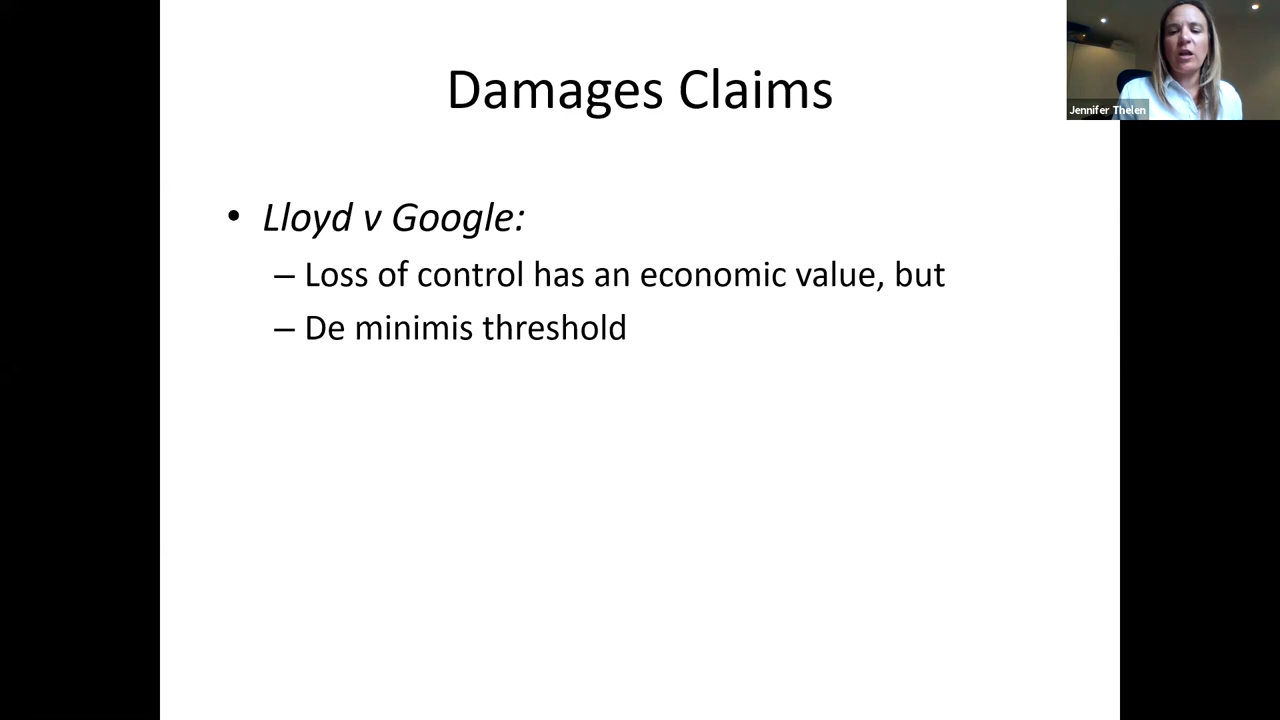 Damages Claims
Jennifer Thelen
• Lloyd v Google:
– Loss of control has an economic value, but
– De minimis threshold